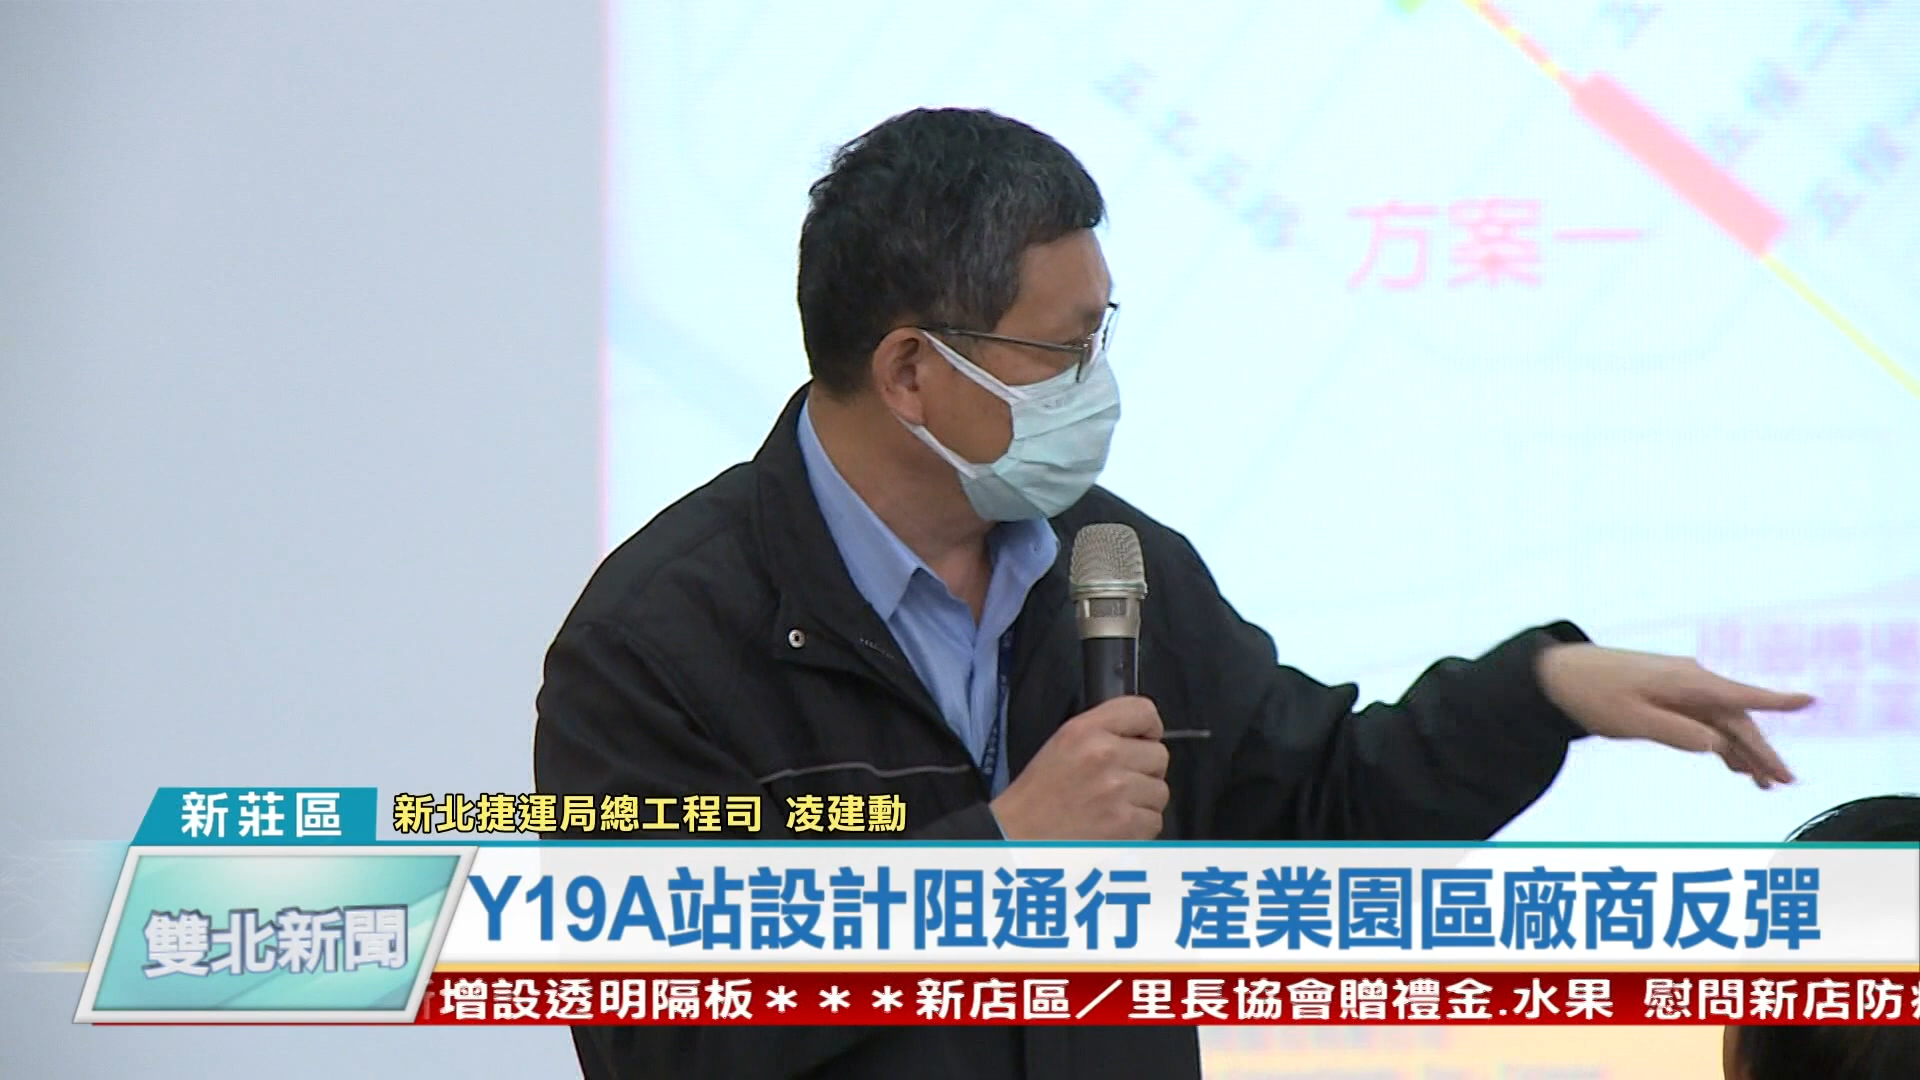 方案一
新莊區
新北捷運局總工程司 凌建勳
Y19A站設計阻通行 產業園區廠商反彈
雙北新聞
增設透明隔板＊＊＊新店區／里長協會贈禮金.水果 慰問新店防疫